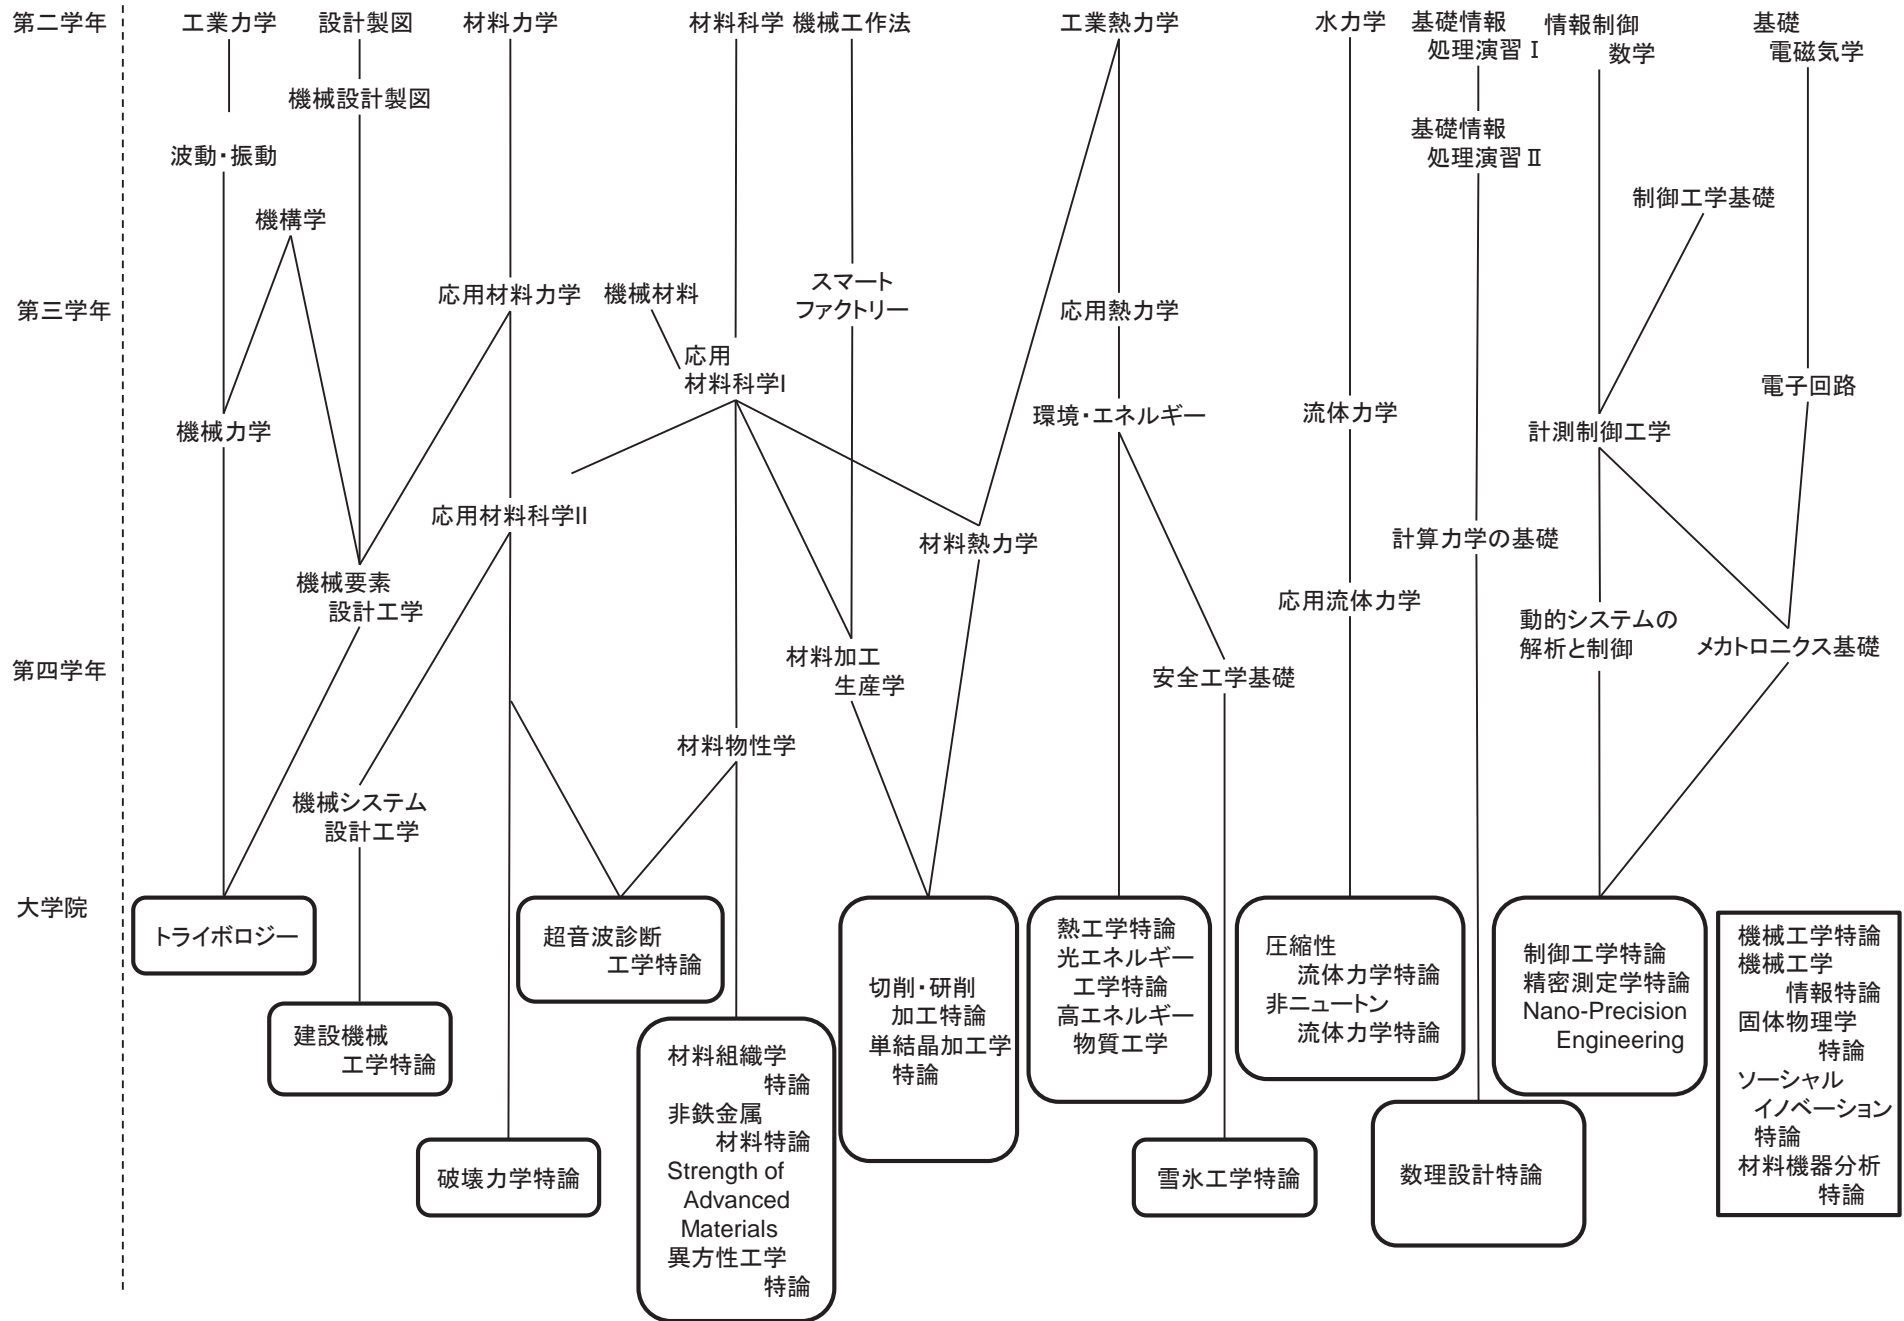 第二学年
工業力学
設計製図
材料力学
材料科学
機械工作法
工業熱力学
水力学
基礎情報
処理演習Ⅰ
情報制御
数学
基礎
電磁気学
機械設計製図
基礎情報
処理演習Ⅱ
波動・振動
機構学
制御工学基礎
第三学年
応用材料力学
機械材料
スマート
ファクトリー
応用熱力学
応用
材料科学I
電子回路
機械力学
環境・エネルギー
流体力学
計測制御工学
応用材料科学II
材料熱力学
計算力学の基礎
機械要素
設計工学
応用流体力学
動的システムの
解析と制御
メカトロニクス基礎
第四学年
材料加工
生産学
安全工学基礎
材料物性学
機械システム
設計工学
大学院
トライボロジー
建設機械
工学特論
破壊力学特論
超音波診断
工学特論
材料組織学
特論
非鉄金属
材料特論
Strength of
Advanced
Materials
異方性工学
特論
切削・研削
加工特論
単結晶加工学
特論
熱工学特論
光エネルギー
工学特論
高エネルギー
物質工学
雪氷工学特論
圧縮性
流体力学特論
非ニュートン
流体力学特論
数理設計特論
制御工学特論
精密測定学特論
Nano-Precision
Engineering
機械工学特論
機械工学
情報特論
固体物理学
特論
ソーシャル
イノベーション
特論
材料機器分析
特論